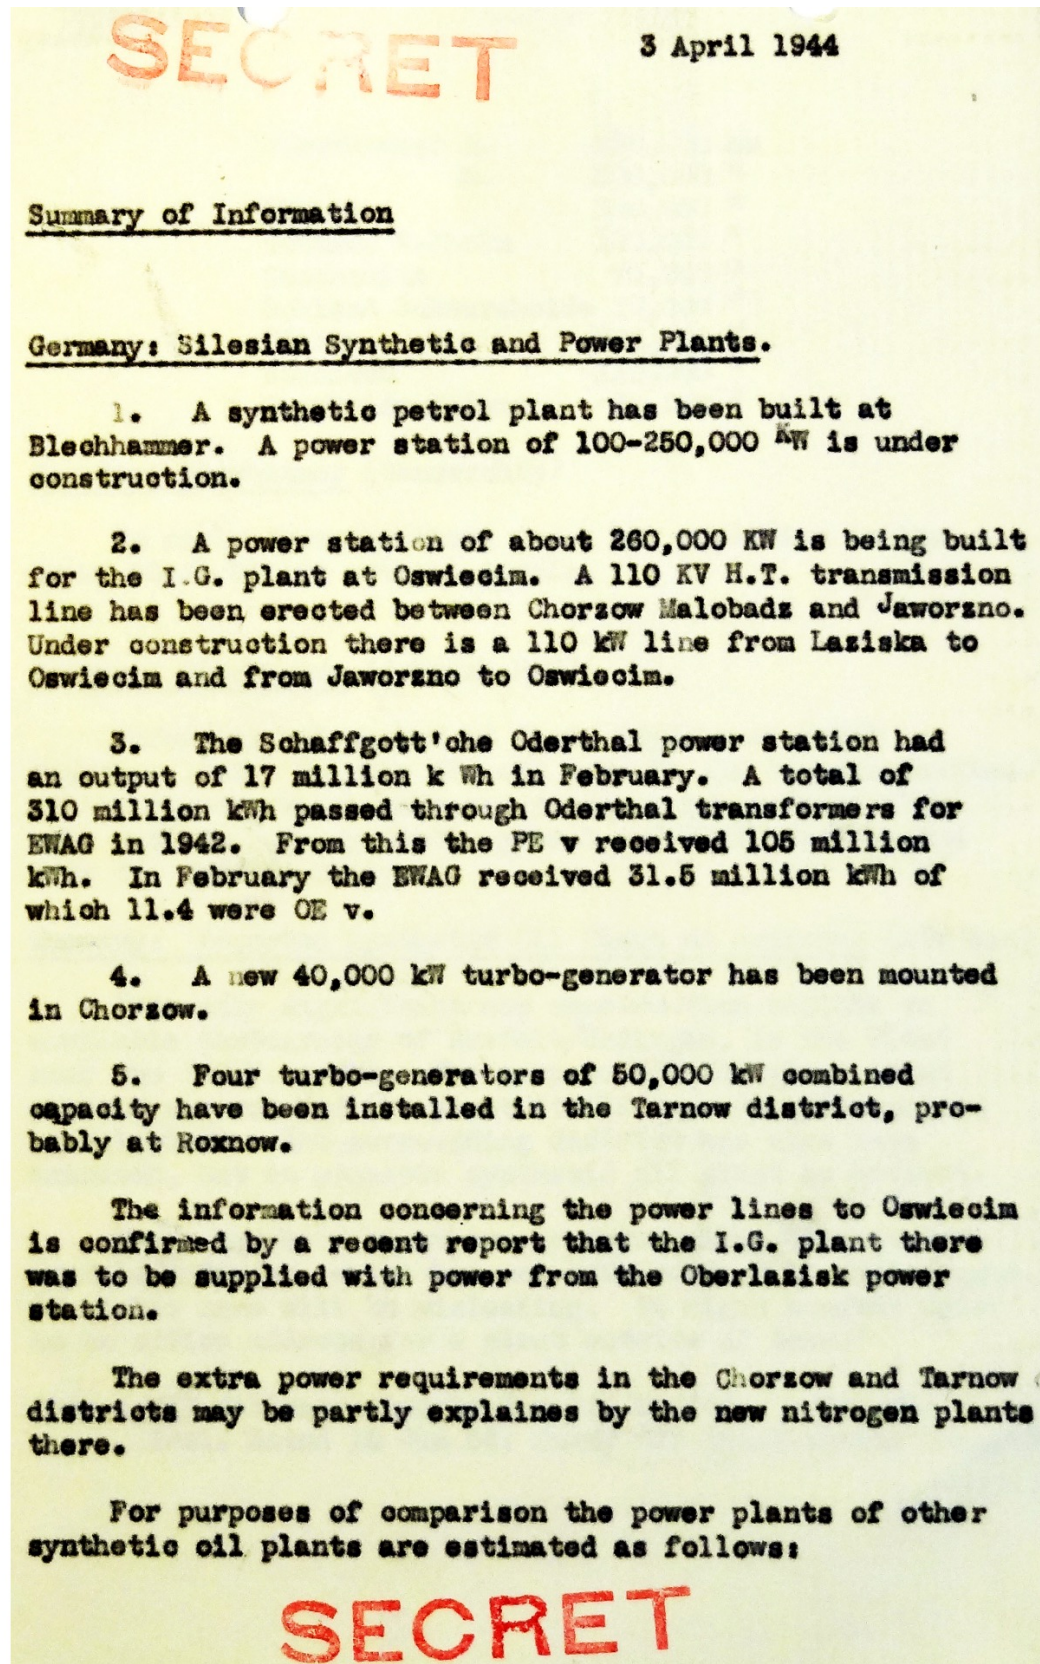 SECRET
3 April 1944
Summary of Information
Germany: Silesian Synthetic and Power Plants.
1. A synthetic petrol plant has been built at
Blechhammer. A power station of 100-250,000 KW is under
construction.
2. A power station of about 260,000 KW is being built
for the I.G. plant at Oswiecim. A 110 KV H.T. transmission
line has been erected between Chorzow Malobadz and Jaworzno.
Under construction there is a 110 kW line from Laziska to
Oswiecim and from Jaworzno to Oswiecim.
3. The Schaffgott'che Oderthal power station had
an output of 17 million k Wh in February. A total of
310 million kWh passed through Oderthal transformers for
EWAG in 1942. From this the PE v received 105 million
kWh. In February the EWAG received 31.5 million kWh of
which 11.4 were OE v.
4. A new 40,000 kW turbo-generator has been mounted
in Chorzow.
5. Four turbo-generators of 50,000 kW combined
capacity have been installed in the Tarnow district, pro-
bably at Roxnow.
The information concerning the power lines to Oswiecim
is confirmed by a recent report that the I.G. plant there
was to be supplied with power from the Oberlazisk power
station.
The extra power requirements in the Chorzow and Tarnow
districts may be partly explaines by the new nitrogen plants
there.
For purposes of comparison the power plants of other
synthetic oil plants are estimated as follows:
SECRET